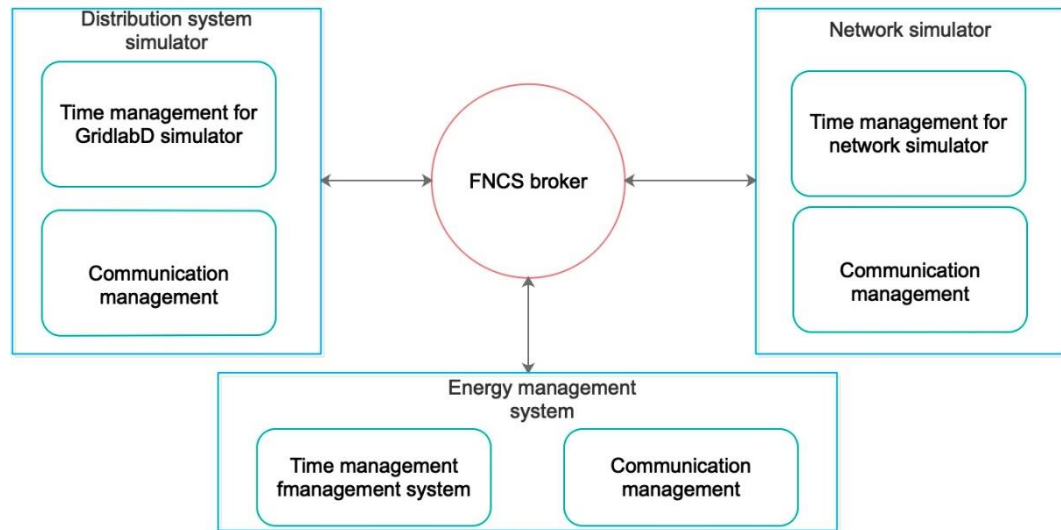 Distribution system
simulator
Time management for
GridlabD simulator
Communication
management
FNCS broker
Network simulator
Time management for
network simulator
Communication
management
Energy management
system
Time management
fmanagement system
Communication
management